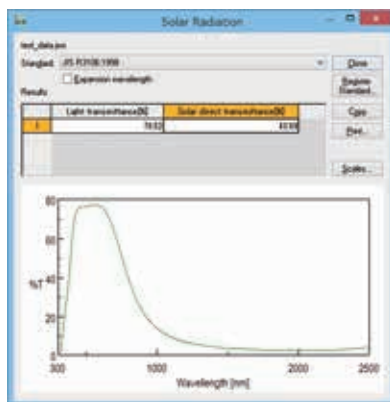 Solar Radiation
test_data.jws
Standard: JIS R3106:1998
Close
Expansion wavelength
Register
Standard...
Results
Copy
Light transmittance[%] Solar direct transmittance[%]
Print...
1
Scales...
80
60
40
20
0
%T
300 1000 2000 2500
Wavelength [nm]